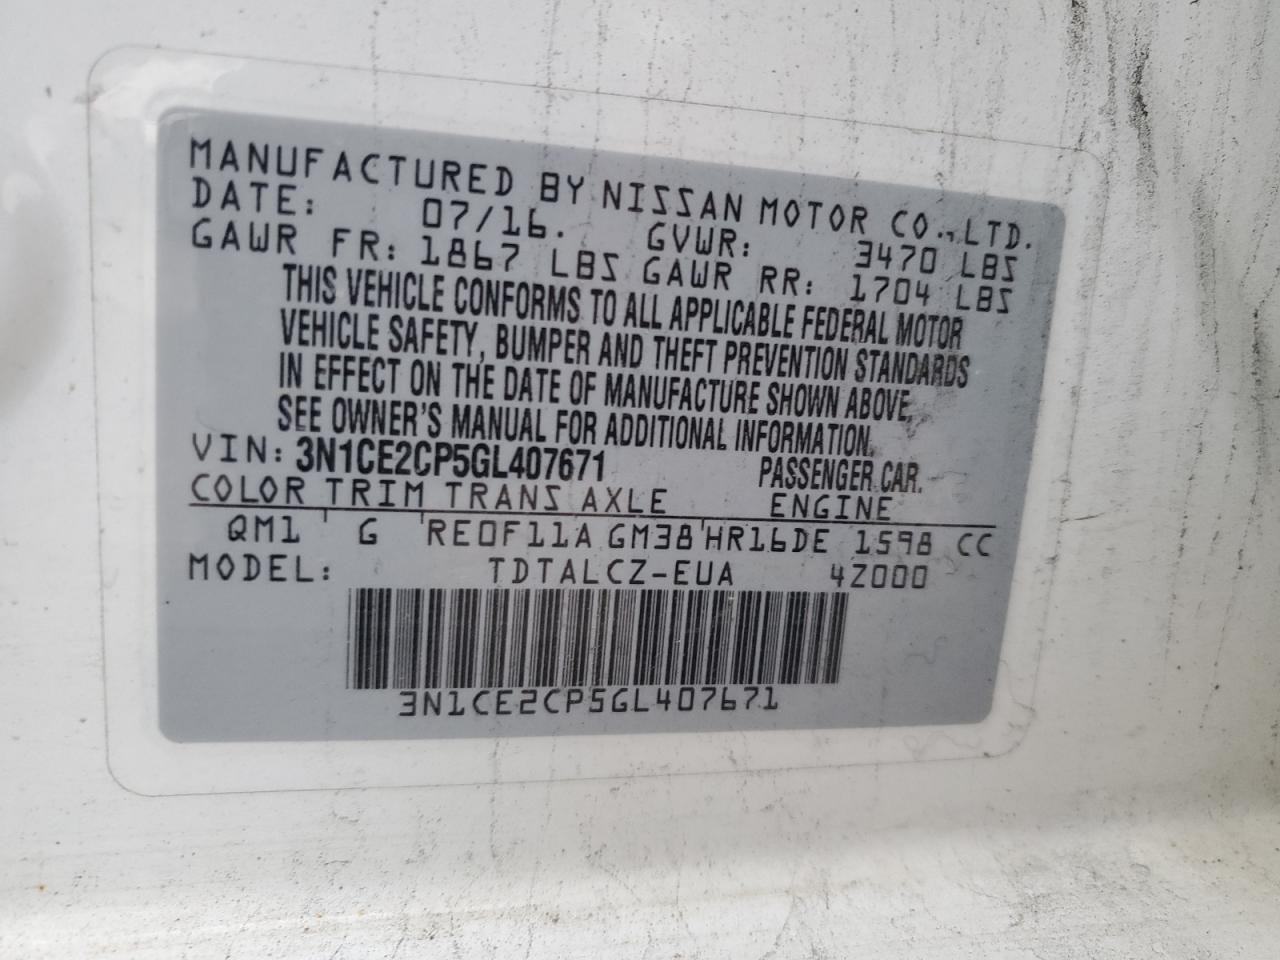 MANUFACTURED BY NISSAN MOTOR CO.,LTD.
DATE: 07/16. GVWR: 3470 LBS
GAWR FR: 1867 LBS GAWR RR: 1704 LBS
THIS VEHICLE CONFORMS TO ALL APPLICABLE FEDERAL MOTOR
VEHICLE SAFETY, BUMPER AND THEFT PREVENTION STANDARDS
IN EFFECT ON THE DATE OF MANUFACTURE SHOWN ABOVE,
SEE OWNER'S MANUAL FOR ADDITIONAL INFORMATION.
VIN: 3N1CE2CP5GL407671 PASSENGER CAR.
COLOR TRIM TRANS AXLE ENGINE
QM1 ' G ' RE0F11A GM38 ' HR16DE 1598 CC
MODEL: TDTALCZ-EUA 4Z000
3N1CE2CP5GL407671